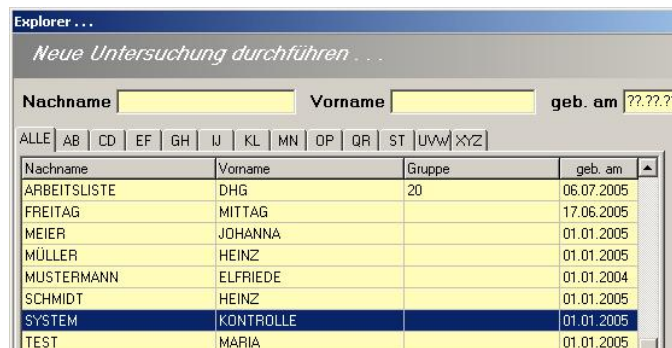 Explorer . . .
Neue Untersuchung durchführen . . .
Nachname Vorname geb. am ??.??.?
ALLE AB CD EF GH IJ KL MN OP QR ST UVW XYZ
Nachname Vorname Gruppe geb. am
ARBEITSLISTE DHG 20 06.07.2005
FREITAG MITTAG 17.06.2005
MEIER JOHANNA 01.01.2005
MÜLLER HEINZ 01.01.2005
MUSTERMANN ELFRIEDE 01.01.2004
SCHMIDT HEINZ 01.01.2005
SYSTEM KONTROLLE 01.01.2005
TEST MARIA 01.01.2005